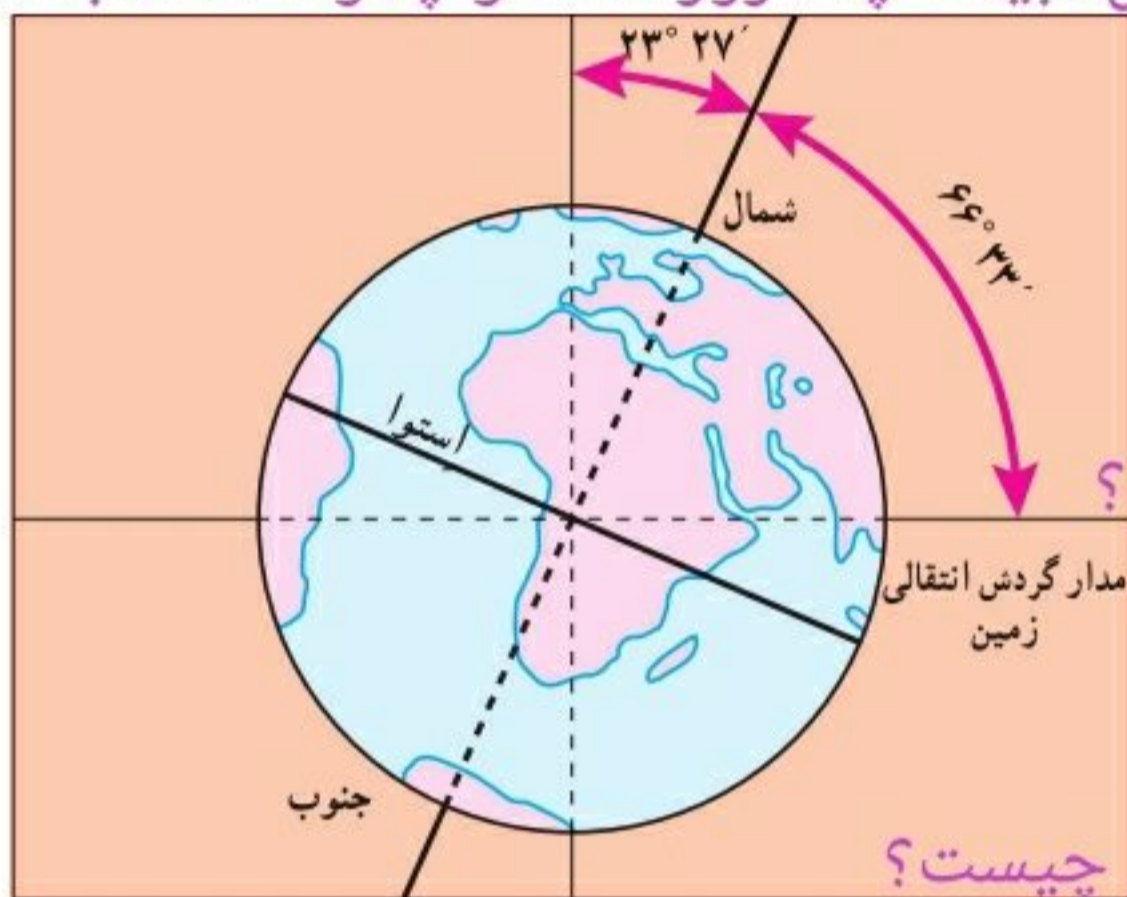 ۲۳° ۲۷′
شمال
۶۶° ۳۳′
استوا
؟
مدار گردش انتقالی
زمین
جنوب
چیست؟